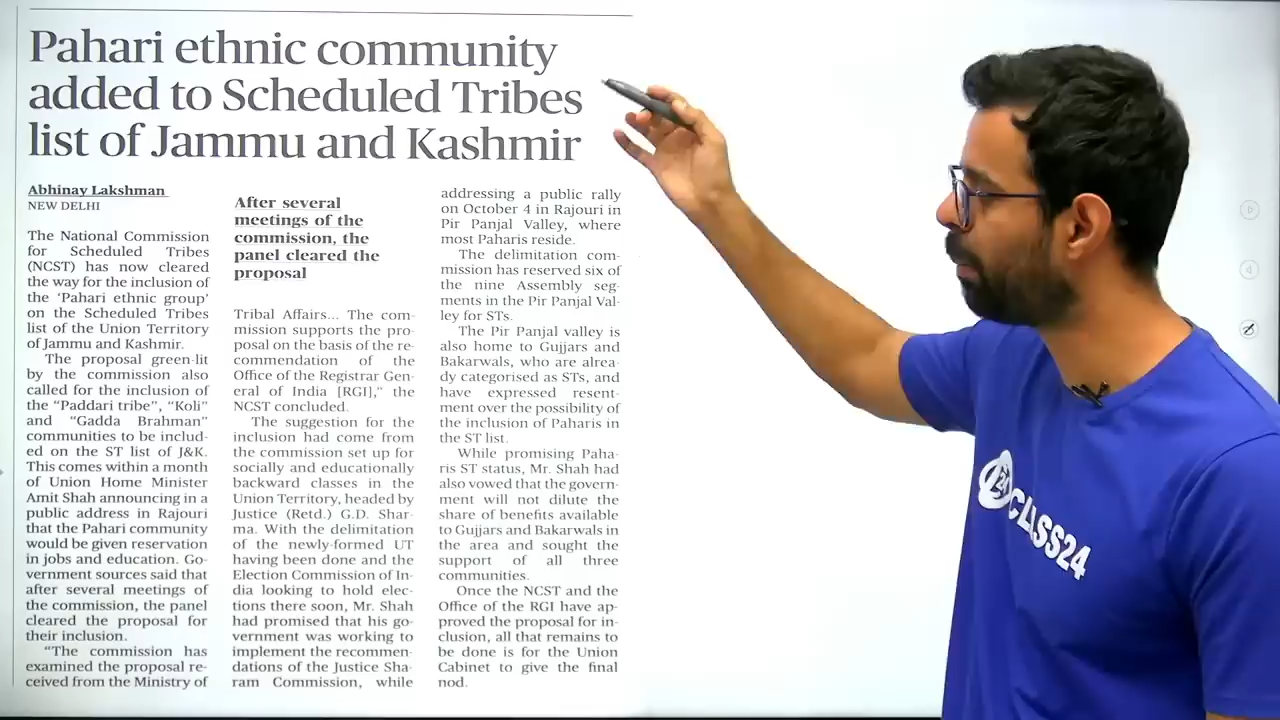 Pahari ethnic community
added to Scheduled Tribes
list of Jammu and Kashmir
Abhinay Lakshman
NEW DELHI
The National Commission
for Scheduled Tribes
(NCST) has now cleared
the way for the inclusion of
the 'Pahari ethnic group'
on the Scheduled Tribes
list of the Union Territory
of Jammu and Kashmir.
The proposal green-lit
by the commission also
called for the inclusion of
the “Paddari tribe”, “Koli”
and “Gadda Brahman”
communities to be includ-
ed on the ST list of J&K.
This comes within a month
of Union Home Minister
Amit Shah announcing in a
public address in Rajouri
that the Pahari community
would be given reservation
in jobs and education. Go-
vernment sources said that
after several meetings of
the commission, the panel
cleared the proposal for
their inclusion.
“The commission has
examined the proposal re-
ceived from the Ministry of
After several
meetings of the
commission, the
panel cleared the
proposal
Tribal Affairs... The com-
mission supports the pro-
posal on the basis of the re-
commendation of the
Office of the Registrar Gen-
eral of India [RGI],” the
NCST concluded.
The suggestion for the
inclusion had come from
the commission set up for
socially and educationally
backward classes in the
Union Territory, headed by
Justice (Retd.) G.D. Shar-
ma. With the delimitation
of the newly-formed UT
having been done and the
Election Commission of In-
dia looking to hold elec-
tions there soon, Mr. Shah
had promised that his go-
vernment was working to
implement the recommen-
dations of the Justice Sha-
ram Commission, while
addressing a public rally
on October 4 in Rajouri in
Pir Panjal Valley, where
most Paharis reside.
The delimitation com-
mission has reserved six of
the nine Assembly seg-
ments in the Pir Panjal Val-
ley for STs.
The Pir Panjal valley is
also home to Gujjars and
Bakarwals, who are alrea-
dy categorised as STs, and
have expressed resent-
ment over the possibility of
the inclusion of Paharis in
the ST list.
While promising Paha-
ris ST status, Mr. Shah had
also vowed that the govern-
ment will not dilute the
share of benefits available
to Gujjars and Bakarwals in
the area and sought the
support of all three
communities.
Once the NCST and the
Office of the RGI have ap-
proved the proposal for in-
clusion, all that remains to
be done is for the Union
Cabinet to give the final
nod.
24
CLASS24